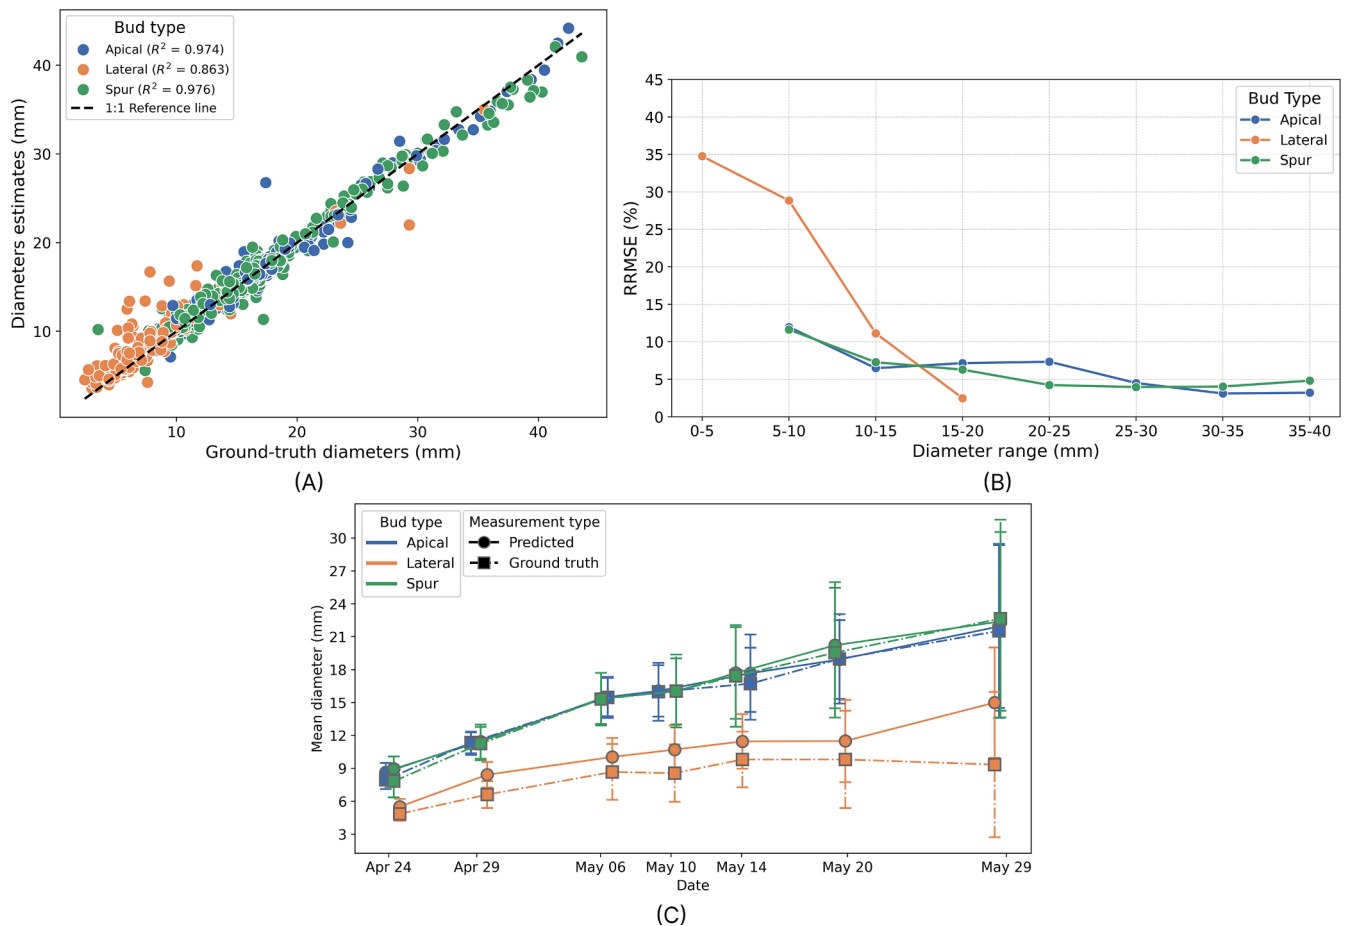 Bud type
Apical (R² = 0.974)
Lateral (R² = 0.863)
Spur (R² = 0.976)
1:1 Reference line
Diameters estimates (mm)
40
30
20
10
10 20 30 40
Ground-truth diameters (mm)
(A)
Bud Type
Apical
Lateral
Spur
RRMSE (%)
45
40
35
30
25
20
15
10
5
0
0-5 5-10 10-15 15-20 20-25 25-30 30-35 35-40
Diameter range (mm)
(B)
Bud type
Apical
Lateral
Spur
Measurement type
Predicted
Ground truth
Mean diameter (mm)
30
27
24
21
18
15
12
9
6
3
Apr 24 Apr 29 May 06 May 10 May 14 May 20 May 29
Date
(C)